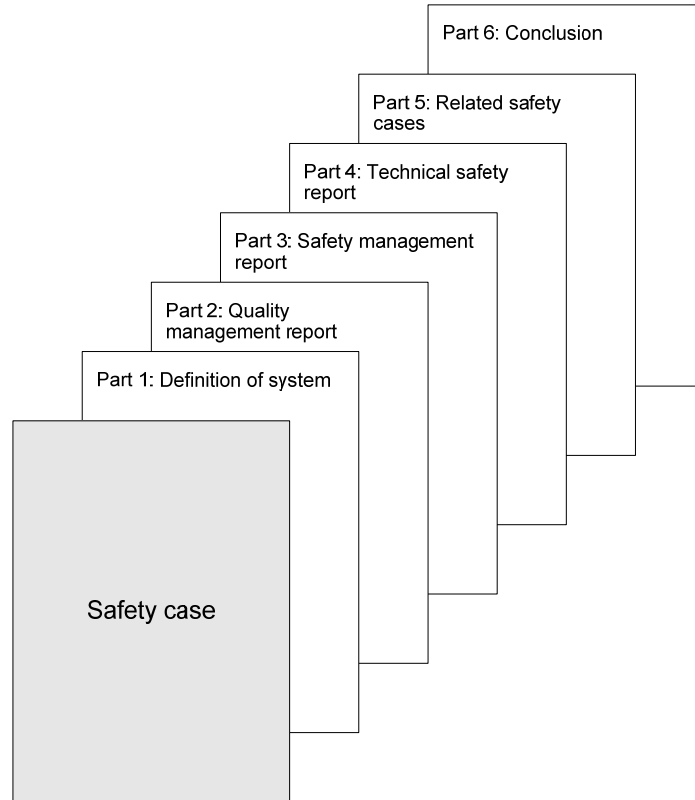 Part 6: Conclusion
Part 5: Related safety
cases
Part 4: Technical safety
report
Part 3: Safety management
report
Part 2: Quality
management report
Part 1: Definition of system
Safety case